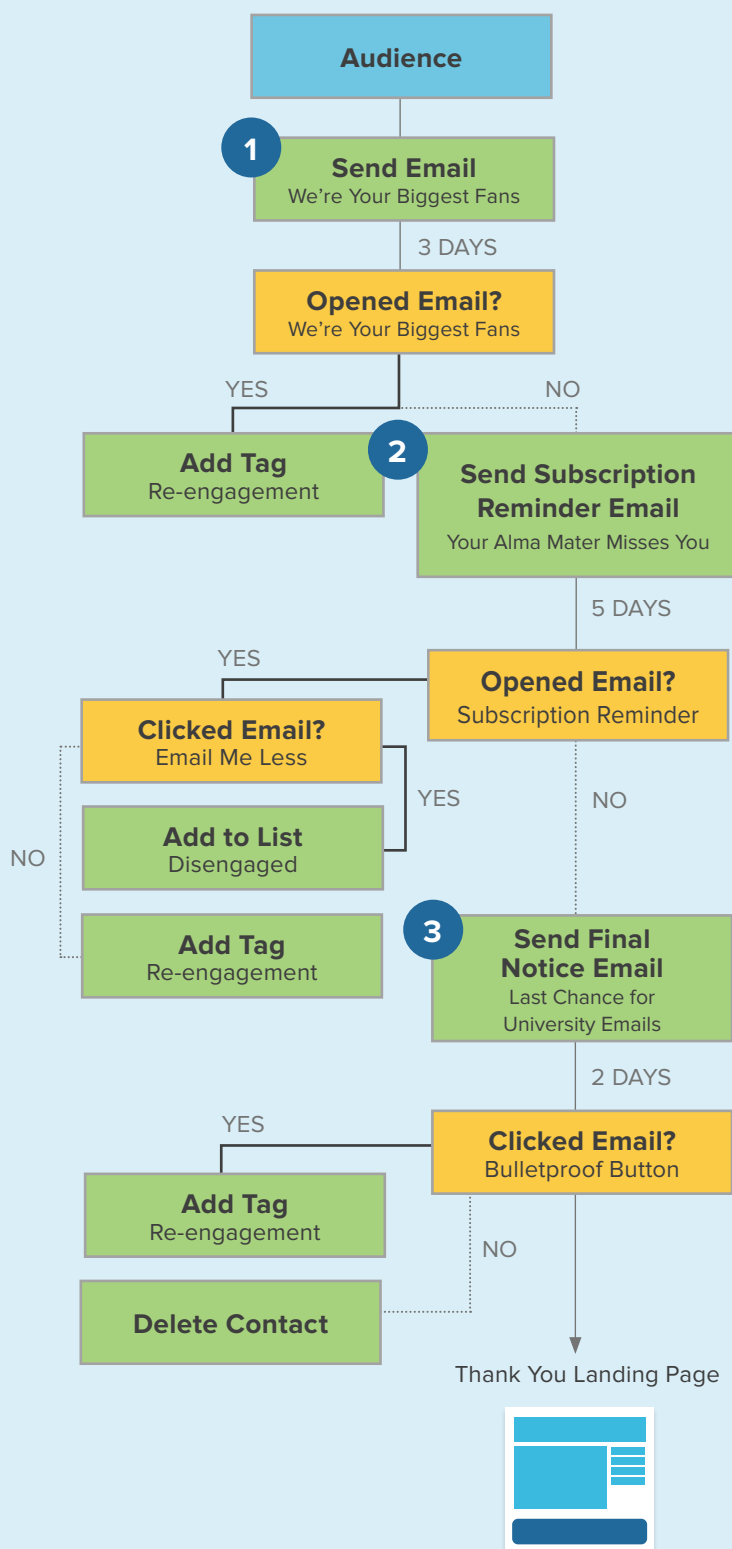 Audience
1
Send Email
We’re Your Biggest Fans
3 DAYS
Opened Email?
We’re Your Biggest Fans
YES
NO
Add Tag
Re-engagement
2
Send Subscription
Reminder Email
Your Alma Mater Misses You
5 DAYS
YES
Opened Email?
Subscription Reminder
Clicked Email?
Email Me Less
YES
NO
Add to List
Disengaged
NO
Add Tag
Re-engagement
3
Send Final
Notice Email
Last Chance for
University Emails
2 DAYS
YES
Clicked Email?
Bulletproof Button
Add Tag
Re-engagement
NO
Delete Contact
Thank You Landing Page